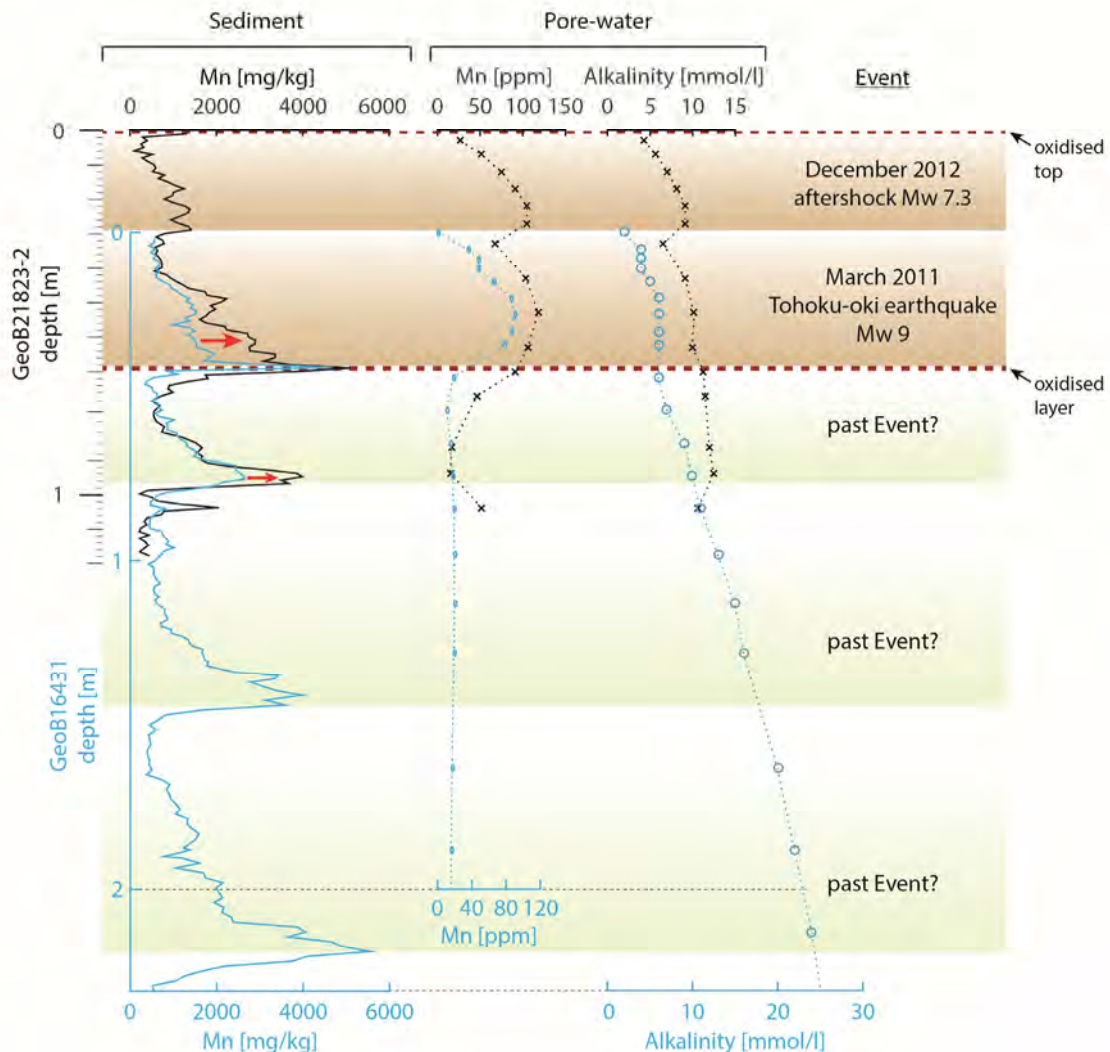 Sediment
Pore-water
Mn [mg/kg]
Mn [ppm]
Alkalinity [mmol/l]
Event
0 2000 4000 6000
0 50 100 150
0 5 10 15
0
oxidised
top
December 2012
aftershock Mw 7.3
0
March 2011
Tohoku-oki earthquake
Mw 9
GeoB21823-2
depth [m]
oxidised
layer
past Event?
1
1
past Event?
GeoB16431
depth [m]
past Event?
2
0 40 80 120
Mn [ppm]
0 2000 4000 6000
Mn [mg/kg]
0 10 20 30
Alkalinity [mmol/l]